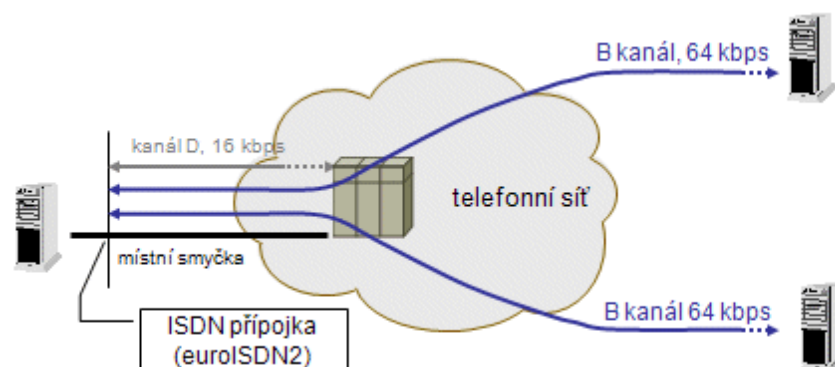 B kanál, 64 kbps
kanál D, 16 kbps
telefonní síť
místní smyčka
ISDN přípojka
(euroISDN2)
B kanál 64 kbps